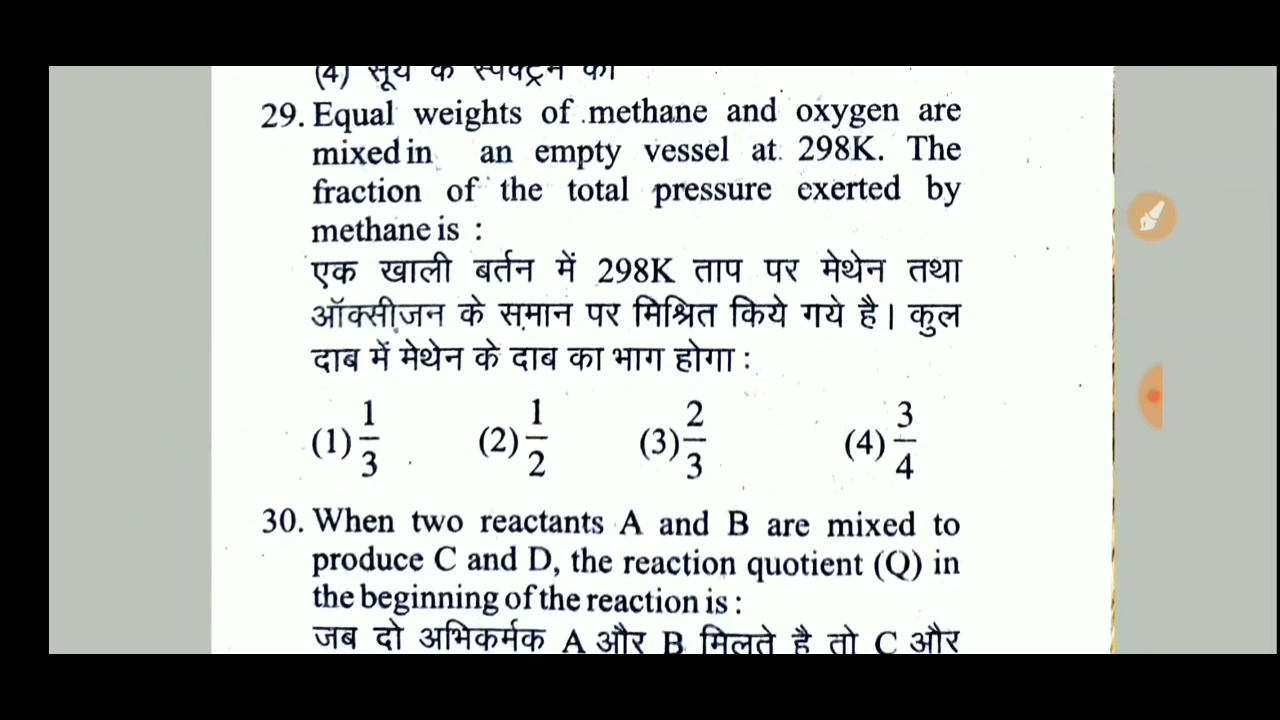 (4) सूर्य के स्पेक्ट्रम का
29. Equal weights of methane and oxygen are
mixed in an empty vessel at 298K. The
fraction of the total pressure exerted by
methane is :
एक खाली बर्तन में 298K ताप पर मेथेन तथा
ऑक्सीजन के समान पर मिश्रित किये गये है। कुल
दाब में मेथेन के दाब का भाग होगा :
(1) 1/3 (2) 1/2 (3) 2/3 (4) 3/4
30. When two reactants A and B are mixed to
produce C and D, the reaction quotient (Q) in
the beginning of the reaction is :
जब दो अभिकर्मक A और B मिलते है तो C और